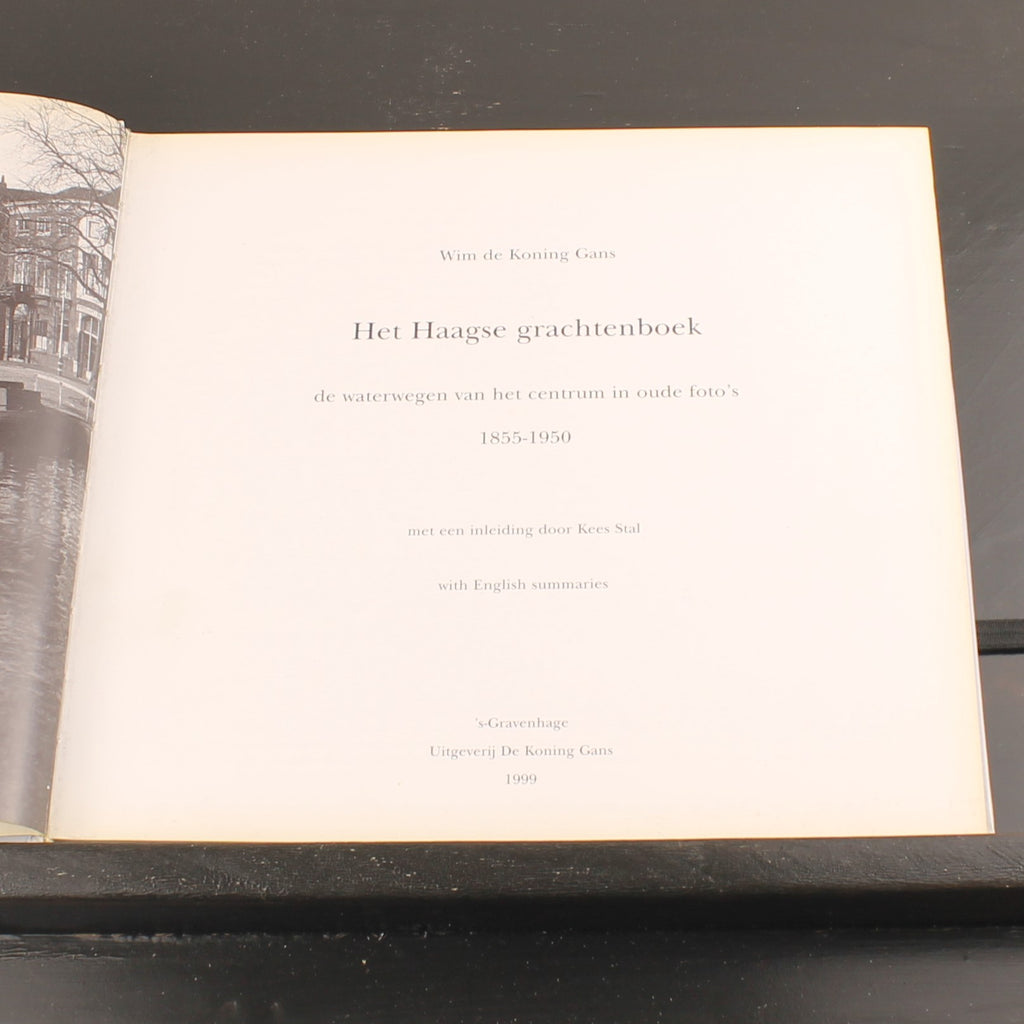 Wim de Koning Gans
Het Haagse grachtenboek
de waterwegen van het centrum in oude foto's
1855-1950
met een inleiding door Kees Stal
with English summaries
's-Gravenhage
Uitgeverij De Koning Gans
1999